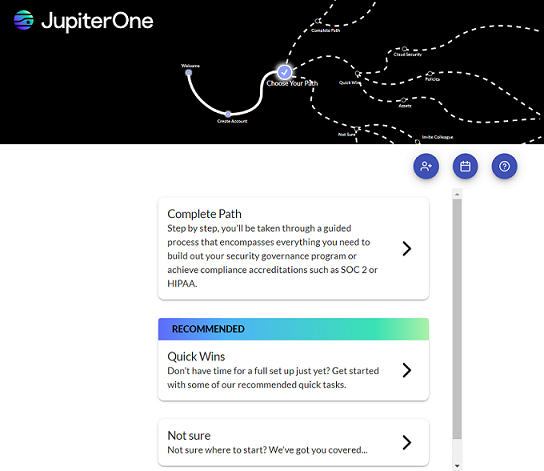 JupiterOne
Complete Path
Cloud Security
Welcome
Choose Your Path
Quick Wins
Policies
Assets
Create Account
Not Sure
Invite Colleague
Complete Path
Step by step, you'll be taken through a guided
process that encompasses everything you need to
build out your security governance program or
achieve compliance accreditations such as SOC 2 or
HIPAA.
RECOMMENDED
Quick Wins
Don't have time for a full set up just yet? Get started
with some of our recommended quick tasks.
Not sure
Not sure where to start? We've got you covered...